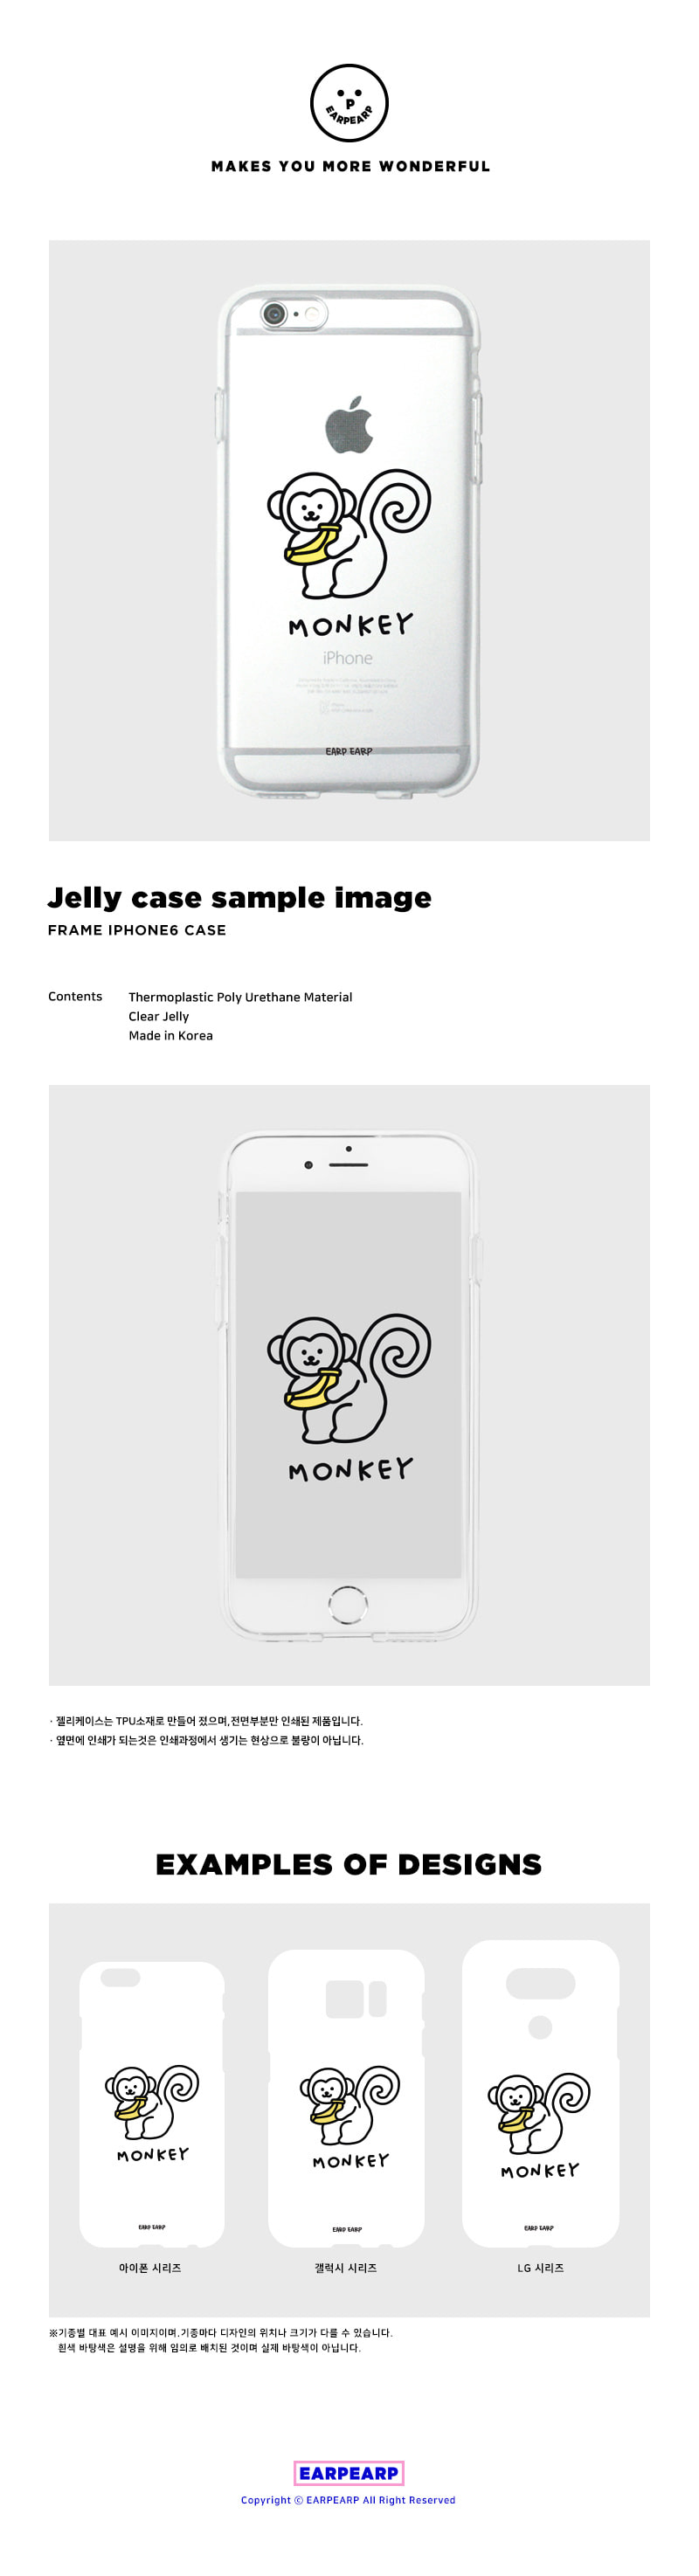 P
EARPEARP
MAKES YOU MORE WONDERFUL
MONKEY
iPhone
EARP EARP
Jelly case sample image
FRAME IPHONE6 CASE
Contents
Thermoplastic Poly Urethane Material
Clear Jelly
Made in Korea
MONKEY
· 젤리케이스는 TPU소재로 만들어 졌으며,전면부분만 인쇄된 제품입니다.
· 옆면에 인쇄가 되는것은 인쇄과정에서 생기는 현상으로 불량이 아닙니다.
EXAMPLES OF DESIGNS
MONKEY
MONKEY
MONKEY
EARP EARP
EARP EARP
EARP EARP
아이폰 시리즈
갤럭시 시리즈
LG 시리즈
※기종별 대표 예시 이미지이며,기종마다 디자인의 위치나 크기가 다를 수 있습니다.
흰색 바탕색은 설명을 위해 임의로 배치된 것이며 실제 바탕색이 아닙니다.
EARPEARP
Copyright ⓒ EARPEARP All Right Reserved